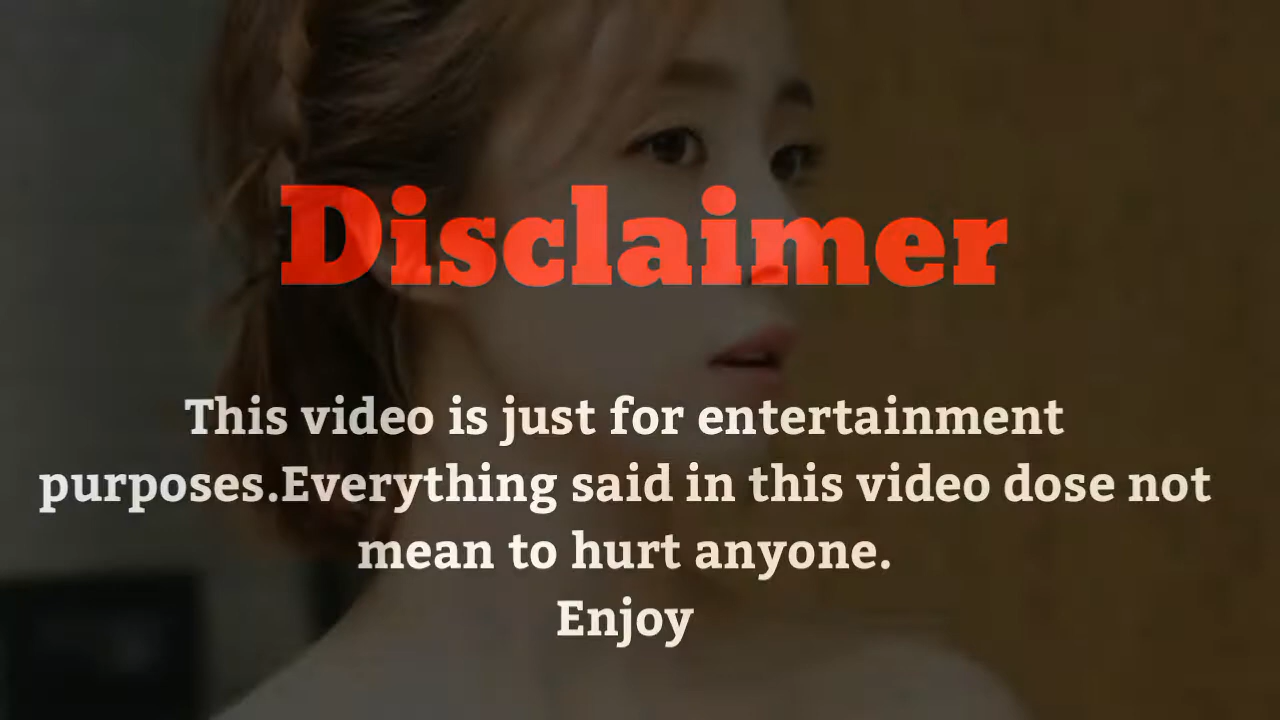 Disclaimer
This video is just for entertainment
purposes.Everything said in this video dose not
mean to hurt anyone.
Enjoy